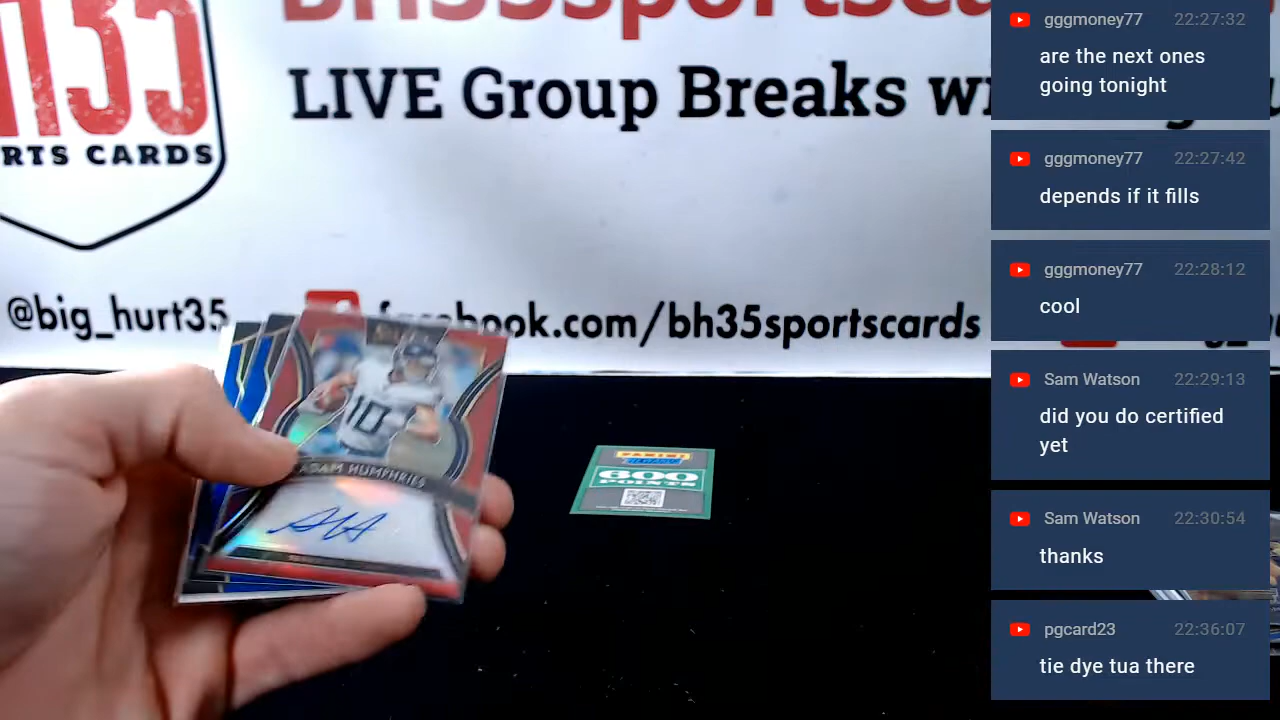 h35
RTS CARDS
LIVE Group Breaks
@big_hurt35
facebook.com/bh35sportscards
10
ADAM HUMPHRIES
PANINI
600
POINTS
gggmoney77 22:27:32
are the next ones
going tonight
gggmoney77 22:27:42
depends if it fills
gggmoney77 22:28:12
cool
Sam Watson 22:29:13
did you do certified
yet
Sam Watson 22:30:54
thanks
pgcard23 22:36:07
tie dye tua there